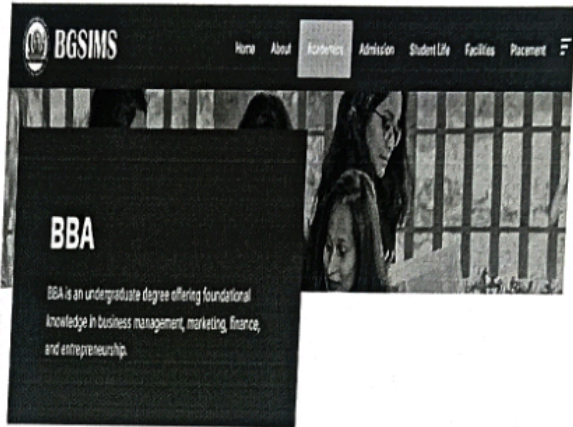 BGSIMS
Home About Academics Admission Student Life Facilities Placement
BBA
BBA is an undergraduate degree offering foundational
knowledge in business management, marketing, finance,
and entrepreneurship.